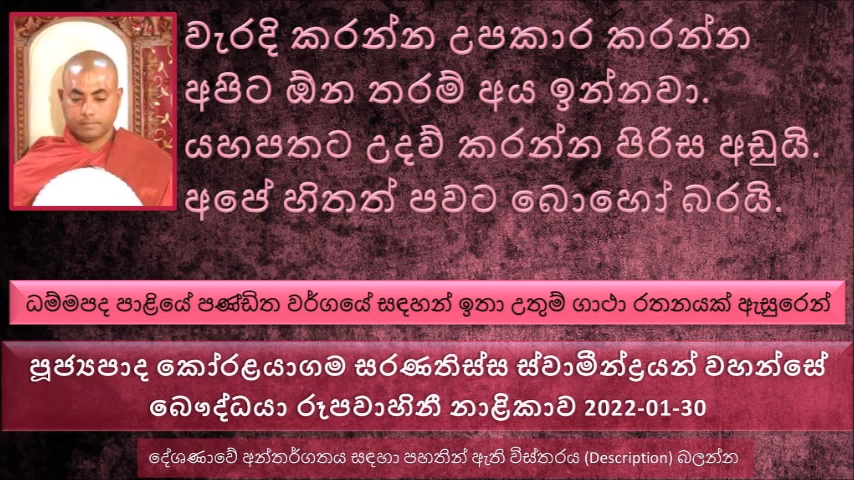 වැරදි කරන්න උපකාර කරන්න
අපිට ඕන තරම් අය ඉන්නවා.
යහපතට උදව් කරන්න පිරිස අඩුයි.
අපේ හිතත් පවට බොහෝ බරයි.
ධම්මපද පාළියේ පණ්ඩිත වර්ගයේ සඳහන් ඉතා උතුම් ගාථා රතනයක් ඇසුරෙන්
පූජ්‍යපාද කෝරළයාගම සරණතිස්ස ස්වාමීන්ද්‍රයන් වහන්සේ
බෞද්ධයා රූපවාහිනී නාළිකාව 2022-01-30
දේශණාවේ අන්තර්ගතය සඳහා පහතින් ඇති විස්තරය (Description) බලන්න